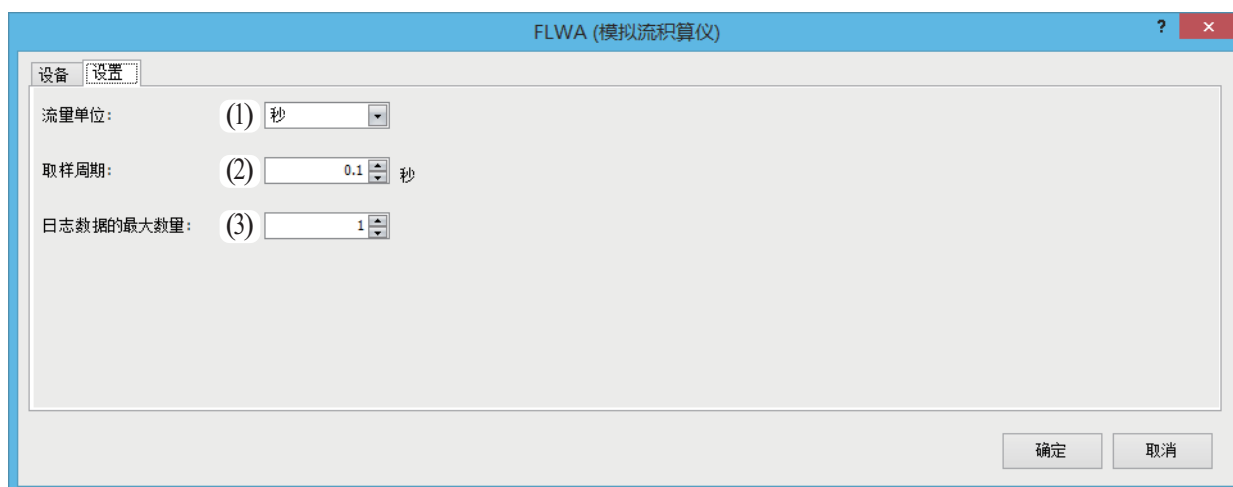 FLWA (模拟流积算仪)
? ×
设备 设置
流量单位: (1) 秒
取样周期: (2) 0.1 秒
日志数据的最大数量: (3) 1
确定 取消